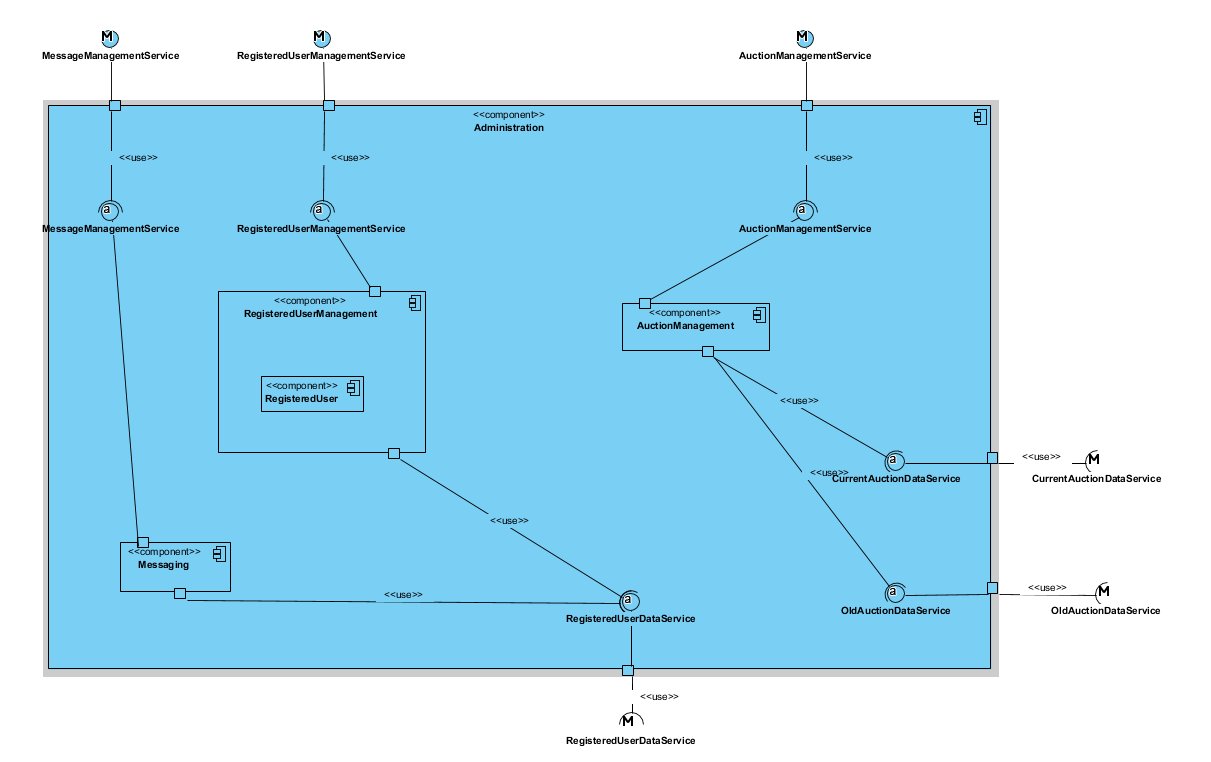 M
M
M
MessageManagementService
RegisteredUserManagementService
AuctionManagementService
<<component>>
Administration
<<use>>
<<use>>
<<use>>
a
a
a
MessageManagementService
RegisteredUserManagementService
AuctionManagementService
<<component>>
RegisteredUserManagement
<<component>>
AuctionManagement
<<component>>
RegisteredUser
<<use>>
a
<<use>>
M
<<use>>
CurrentAuctionDataService
CurrentAuctionDataService
<<use>>
<<component>>
Messaging
a
<<use>>
M
<<use>>
a
OldAuctionDataService
OldAuctionDataService
RegisteredUserDataService
<<use>>
M
RegisteredUserDataService